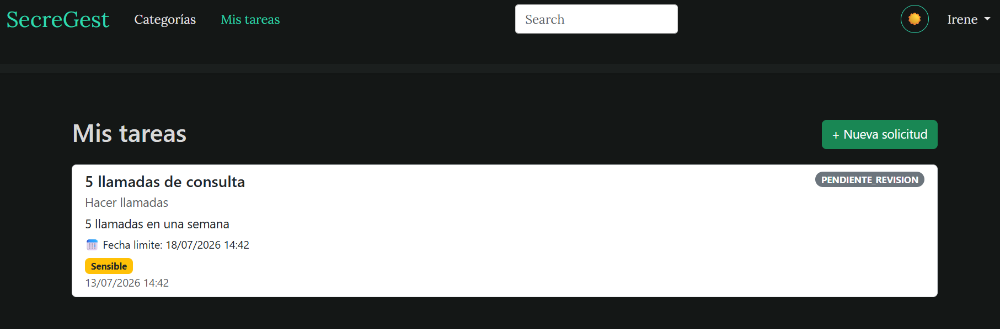 SecreGest Categorías Mis tareas Search Irene
Mis tareas
+ Nueva solicitud
5 llamadas de consulta
PENDIENTE_REVISION
Hacer llamadas
5 llamadas en una semana
Fecha limite: 18/07/2026 14:42
Sensible
13/07/2026 14:42